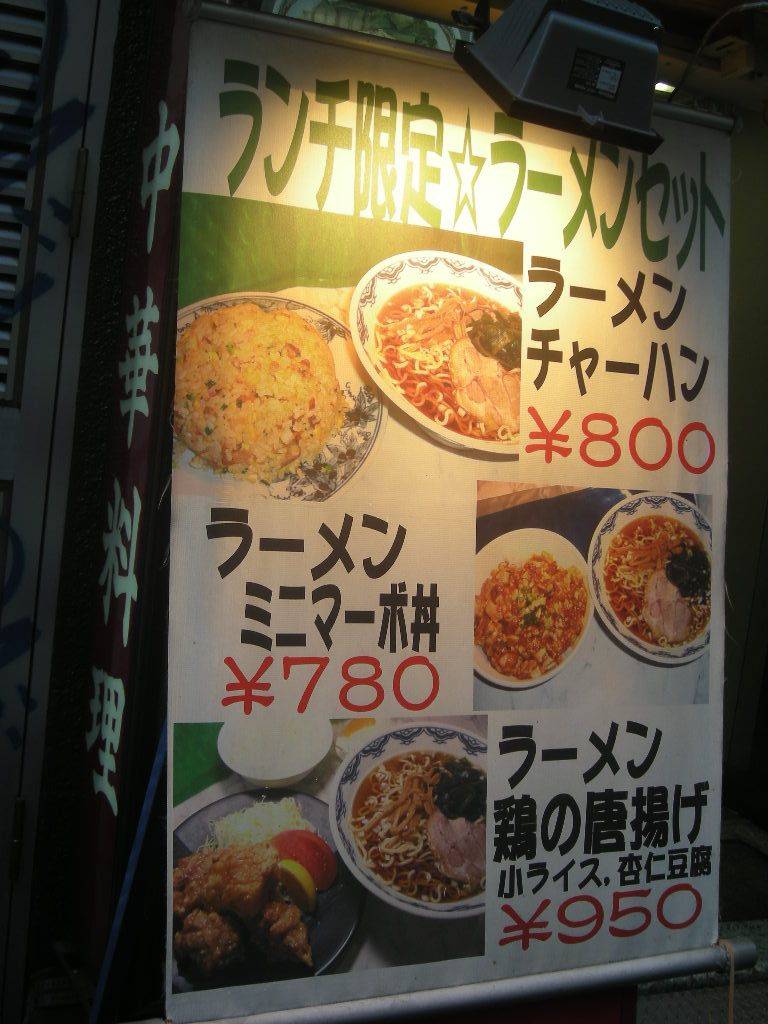 中華料理
ランチ限定☆ラーメンセット
ラーメン
チャーハン
¥800
ラーメン
ミニマーボ丼
¥780
ラーメン
鶏の唐揚げ
小ライス,杏仁豆腐
¥950